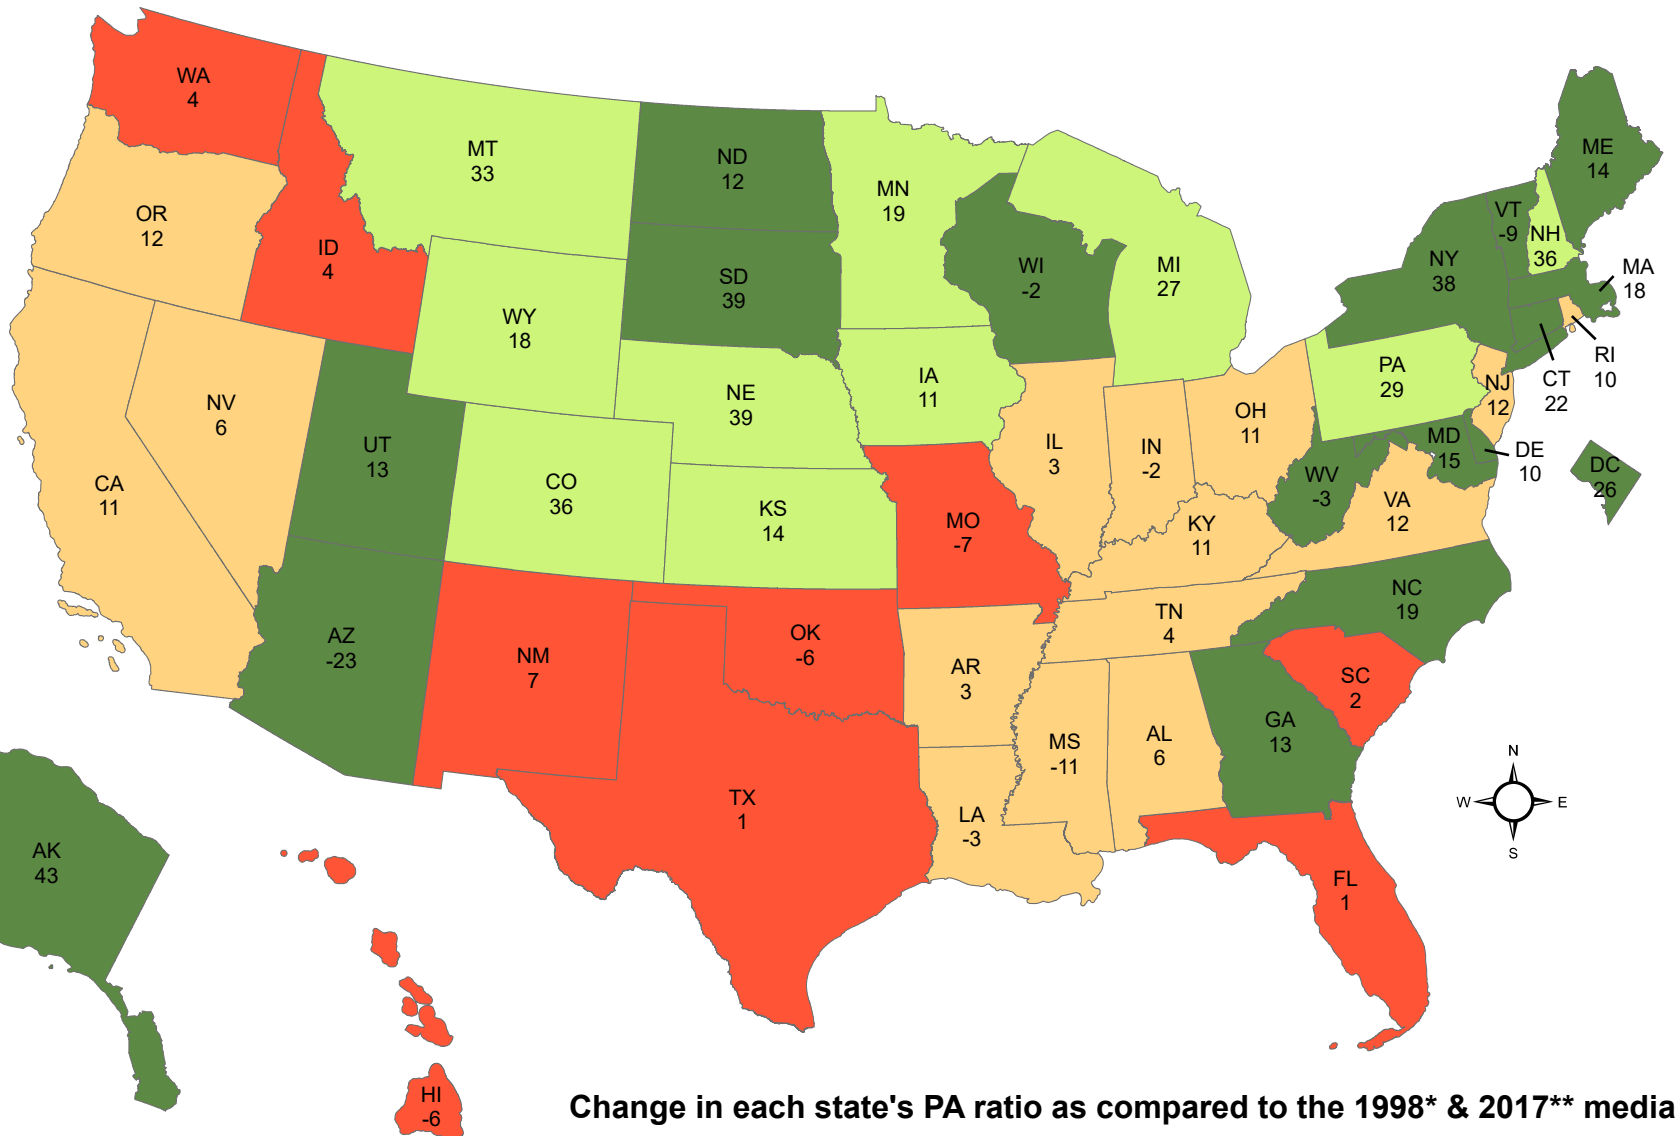 WA
4
MT
33
ND
12
MN
19
ME
14
OR
12
ID
4
VT
-9
NH
36
NY
38
MA
18
WI
-2
MI
27
SD
39
WY
18
RI
10
PA
29
CT
22
IA
11
NE
39
NJ
12
NV
6
OH
11
UT
13
IL
3
IN
-2
MD
15
DE
10
DC
26
CA
11
CO
36
WV
-3
VA
12
KS
14
MO
-7
KY
11
NC
19
TN
4
AZ
-23
OK
-6
NM
7
AR
3
SC
2
GA
13
MS
-11
AL
6
N
W
E
S
TX
1
LA
-3
AK
43
FL
1
HI
-6
Change in each state's PA ratio as compared to the 1998* & 2017** media